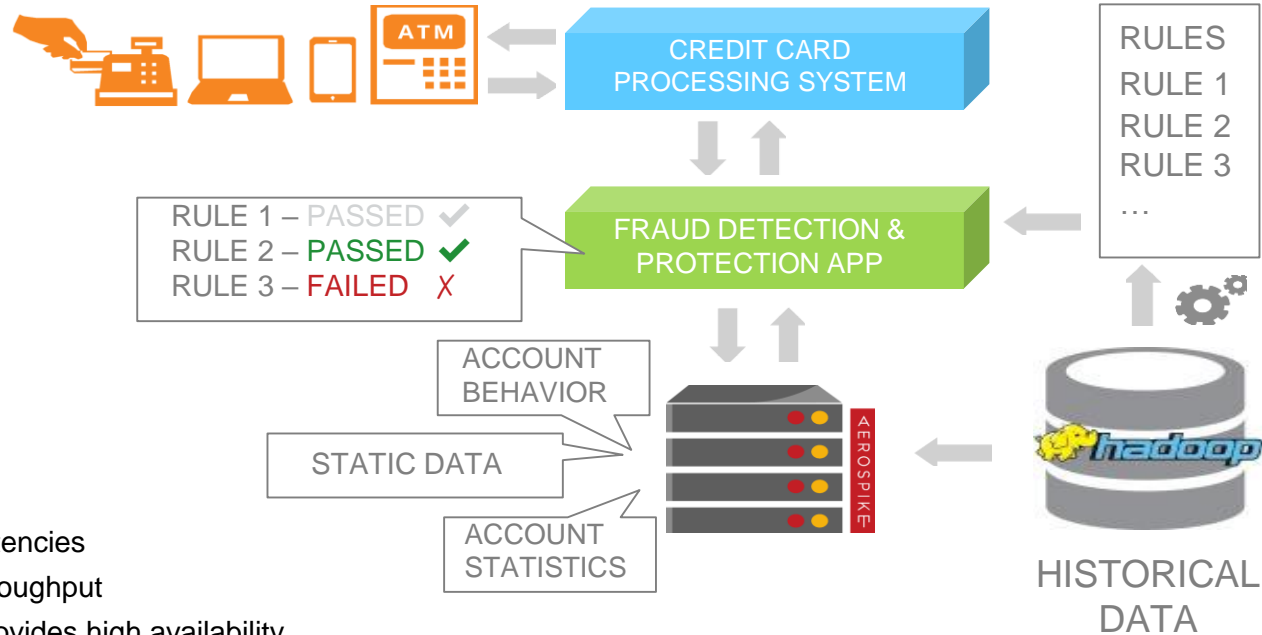 ATM
CREDIT CARD
PROCESSING SYSTEM
RULES
RULE 1
RULE 2
RULE 3
…
RULE 1 – PASSED ✔
RULE 2 – PASSED ✔
RULE 3 – FAILED ✗
FRAUD DETECTION &
PROTECTION APP
ACCOUNT
BEHAVIOR
STATIC DATA
ACCOUNT
STATISTICS
AEROSPIKE
hadoop
HISTORICAL
DATA
encies
oughput
ovides high availability